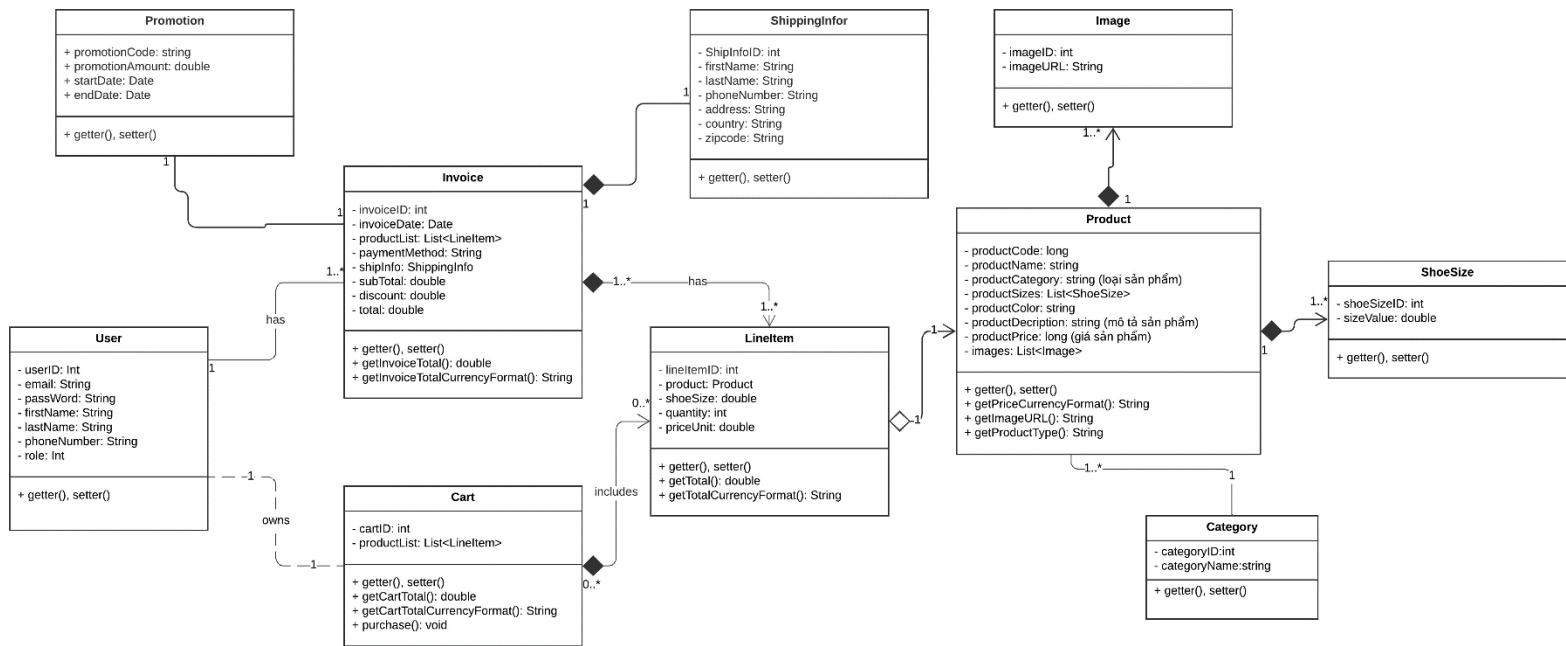 Promotion
+ promotionCode: string
+ promotionAmount: double
+ startDate: Date
+ endDate: Date
+ getter(), setter()
1
ShippingInfor
- ShipInfoID: int
- firstName: String
- lastName: String
- phoneNumber: String
- address: String
- country: String
- zipcode: String
+ getter(), setter()
1
Image
- imageID: int
- imageURL: String
+ getter(), setter()
1..*
Invoice
- invoiceID: int
- invoiceDate: Date
- productList: List<LineItem>
- paymentMethod: String
- shipInfo: ShippingInfo
- subTotal: double
- discount: double
- total: double
+ getter(), setter()
+ getInvoiceTotal(): double
+ getInvoiceTotalCurrencyFormat(): String
1
1..*
1
1..*
has
1..*
has
1
User
- userID: Int
- email: String
- passWord: String
- firstName: String
- lastName: String
- phoneNumber: String
- role: Int
+ getter(), setter()
1
owns
1
Cart
- cartID: int
- productList: List<LineItem>
+ getter(), setter()
+ getCartTotal(): double
+ getCartTotalCurrencyFormat(): String
+ purchase(): void
0..*
includes
0..*
LineItem
- lineItemID: int
- product: Product
- shoeSize: double
- quantity: int
- priceUnit: double
+ getter(), setter()
+ getTotal(): double
+ getTotalCurrencyFormat(): String
1
1
Product
- productCode: long
- productName: string
- productCategory: string (loại sản phẩm)
- productSizes: List<ShoeSize>
- productColor: string
- productDecription: string (mô tả sản phẩm)
- productPrice: long (giá sản phẩm)
- images: List<Image>
+ getter(), setter()
+ getPriceCurrencyFormat(): String
+ getImageURL(): String
+ getProductType(): String
1
1
1..*
ShoeSize
- shoeSizeID: int
- sizeValue: double
+ getter(), setter()
1..*
1
Category
- categoryID:int
- categoryName:string
+ getter(), setter()